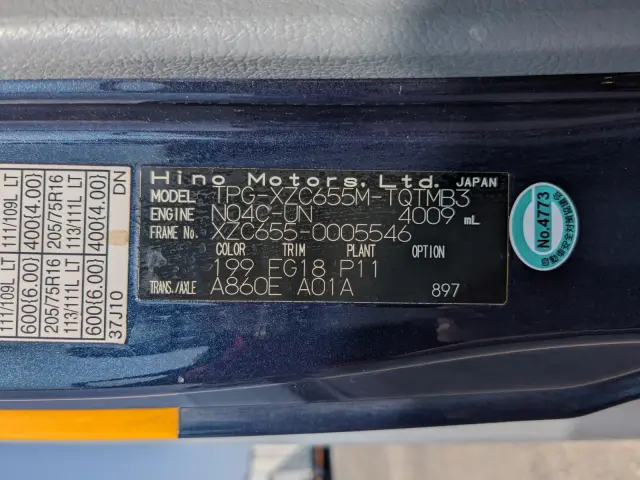 Hino Motors, Ltd. JAPAN
MODEL TPG-XZC655M-TQTMB3
ENGINE N04C-UN 4009 mL
FRAME No. XZC655-0005546
COLOR TRIM PLANT OPTION
199 EG18 P11
TRANS./AXLE A860E A01A 897
No.4773
111/109L LT 600(6.00) 205/75R16 113/111L LT 600(6.00) 37J10
111/109L LT 400(4.00) 205/75R16 113/111L LT 400(4.00) DN